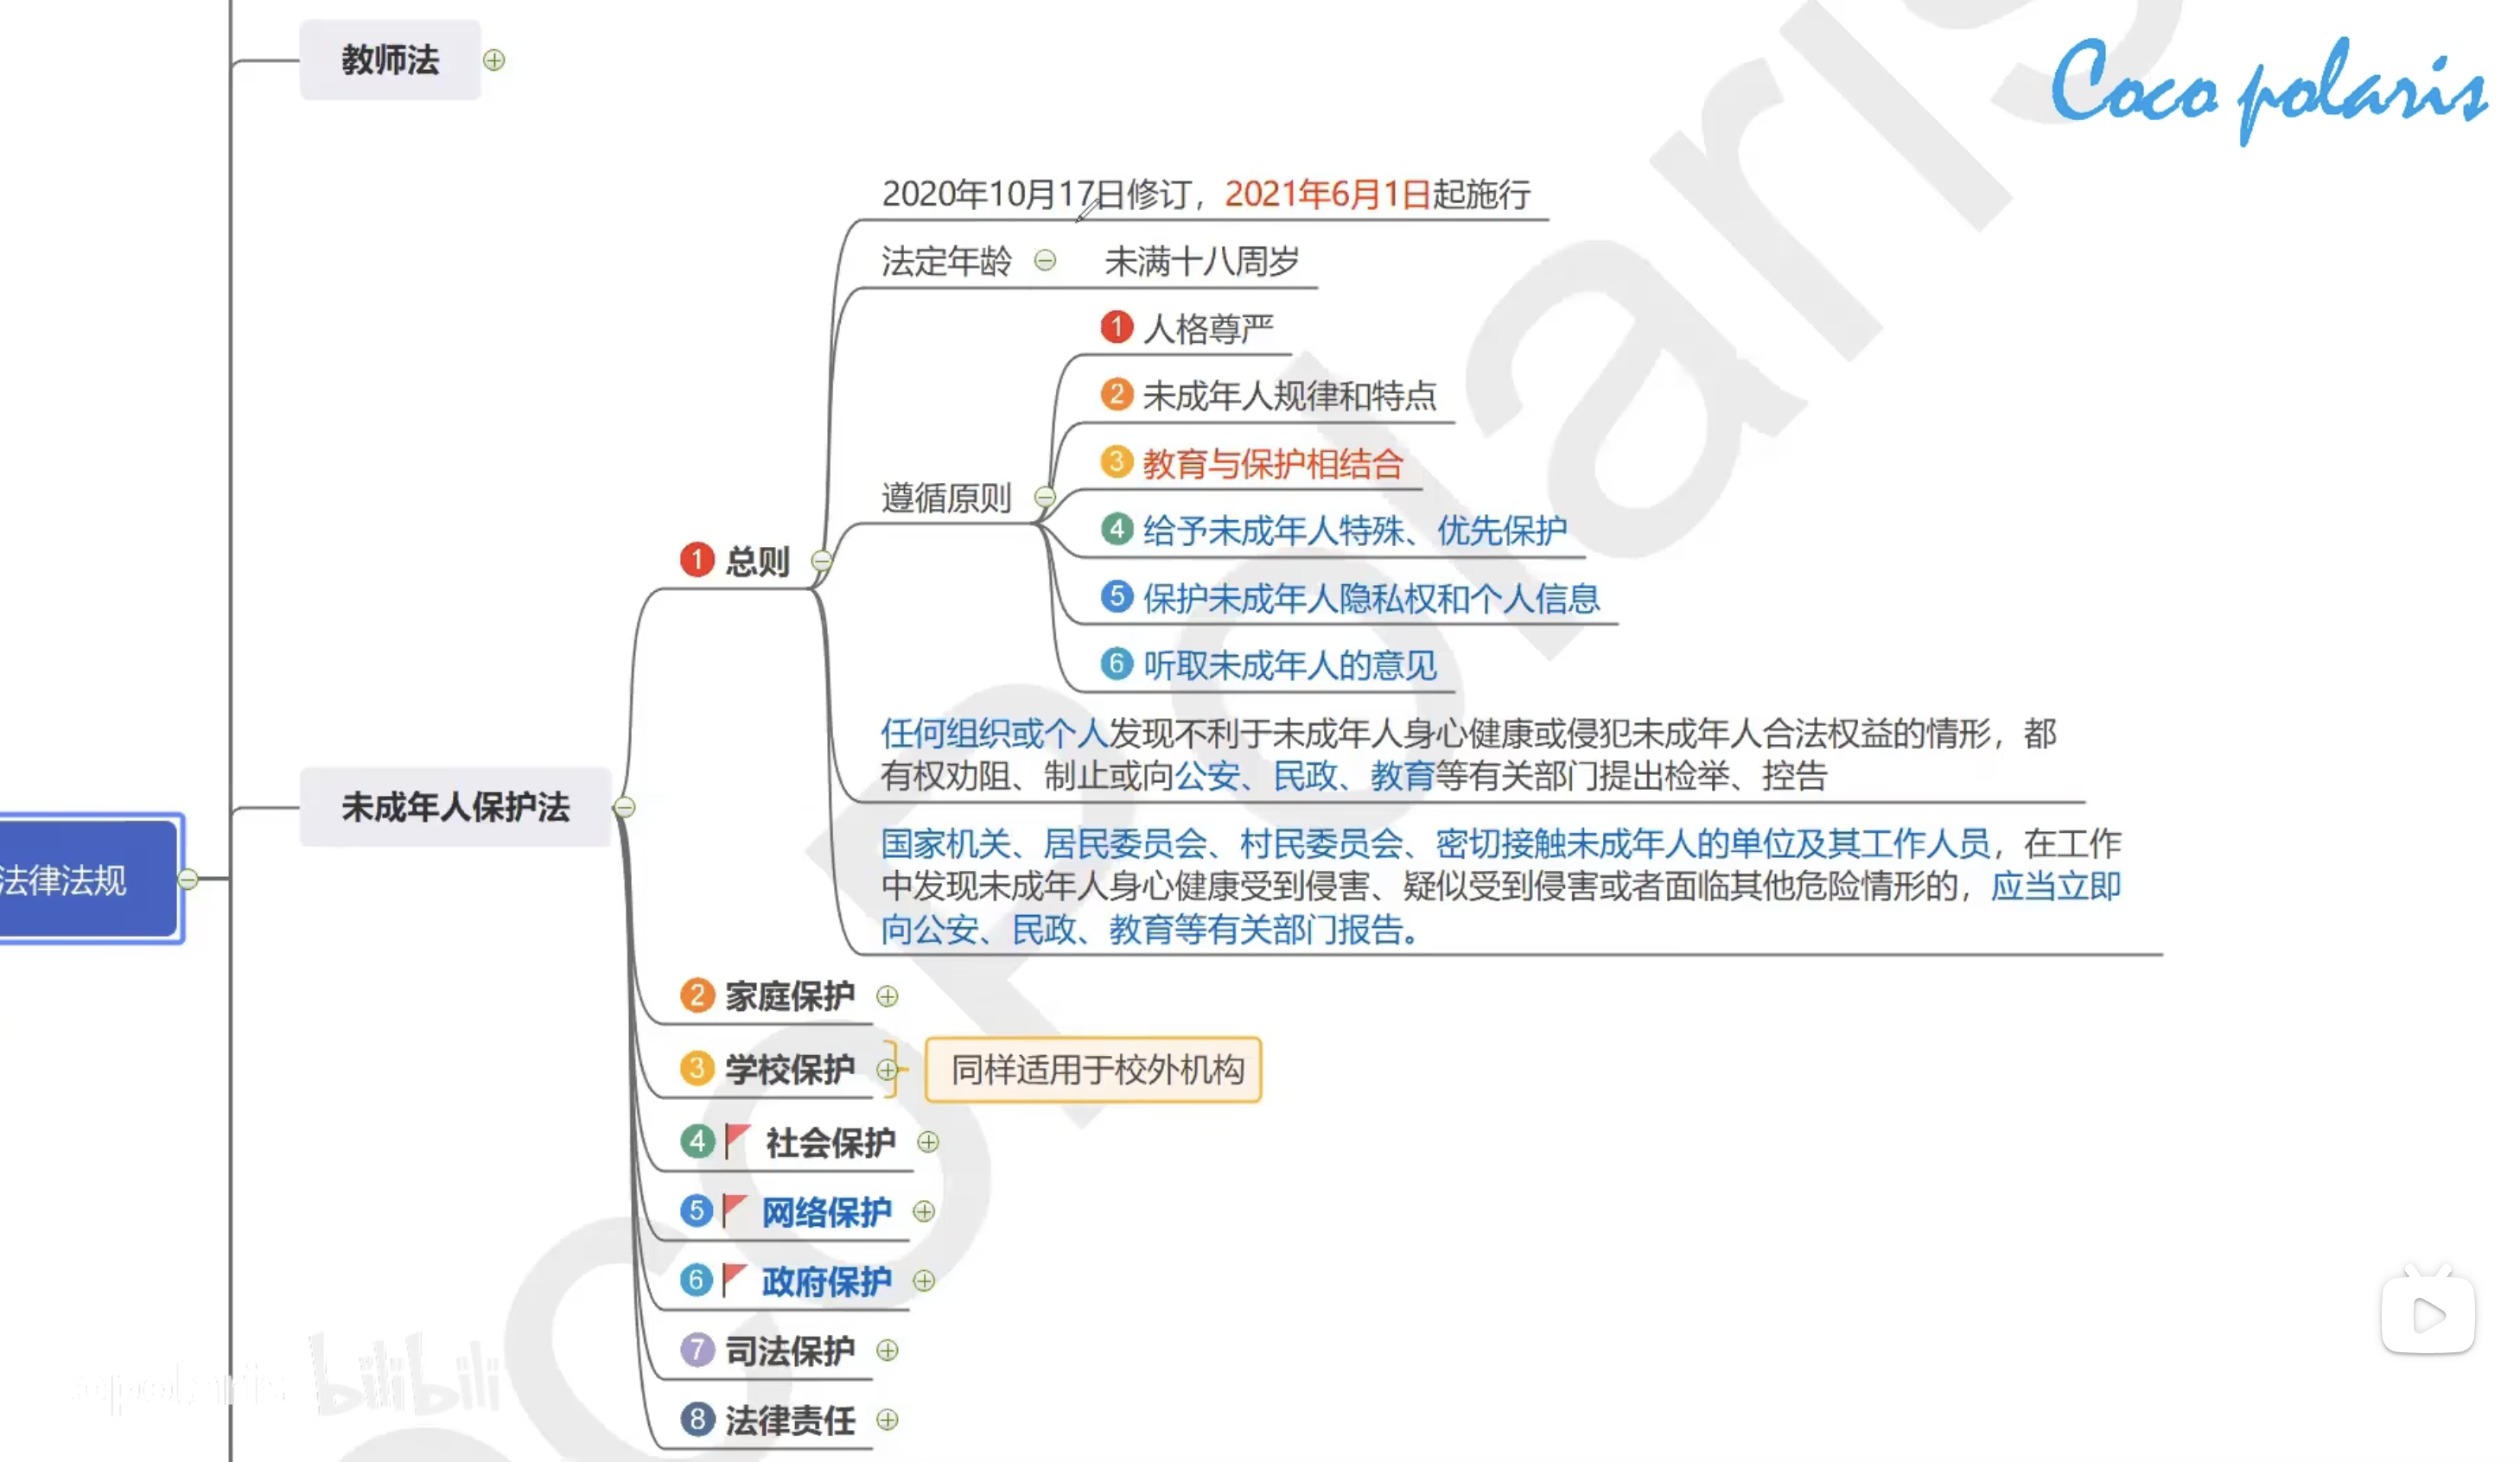 教师法
Coco polaris
2020年10月17日修订，2021年6月1日起施行
法定年龄 未满十八周岁
1 人格尊严
2 未成年人规律和特点
3 教育与保护相结合
遵循原则
4 给予未成年人特殊、优先保护
1 总则
5 保护未成年人隐私权和个人信息
6 听取未成年人的意见
任何组织或个人发现不利于未成年人身心健康或侵犯未成年人合法权益的情形，都
有权劝阻、制止或向公安、民政、教育等有关部门提出检举、控告
未成年人保护法
国家机关、居民委员会、村民委员会、密切接触未成年人的单位及其工作人员，在工作
中发现未成年人身心健康受到侵害、疑似受到侵害或者面临其他危险情形的，应当立即
向公安、民政、教育等有关部门报告。
法律法规
2 家庭保护
3 学校保护
同样适用于校外机构
4 社会保护
5 网络保护
6 政府保护
7 司法保护
8 法律责任
bilibili
CoCoPolaris